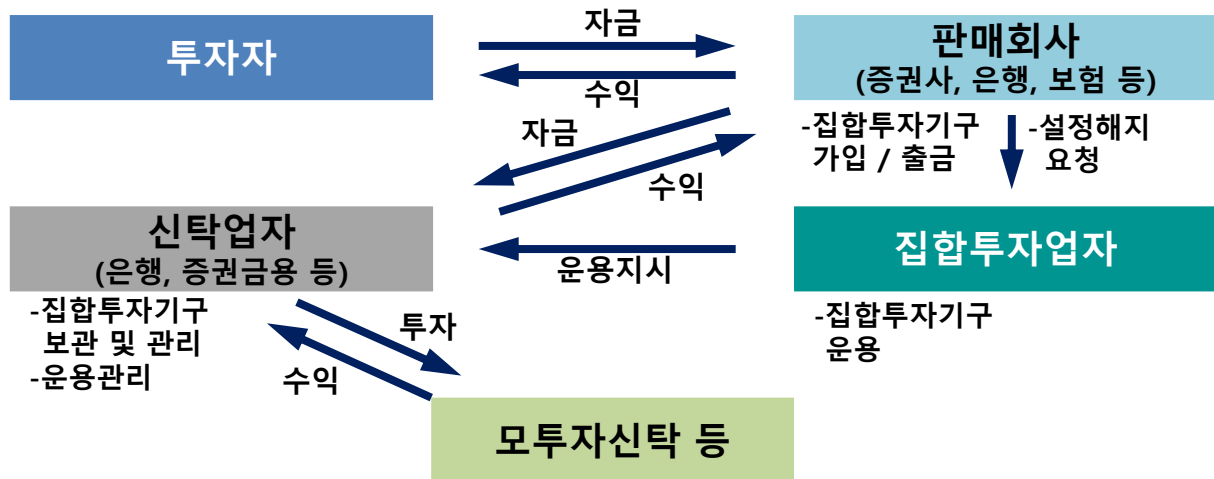 투자자
자금
수익
판매회사
(증권사, 은행, 보험 등)
자금
수익
-집합투자기구
가입 / 출금
-설정해지
요청
신탁업자
(은행, 증권금용 등)
운용지시
집합투자업자
-집합투자기구
보관 및 관리
-운용관리
투자
수익
-집합투자기구
운용
모투자신탁 등